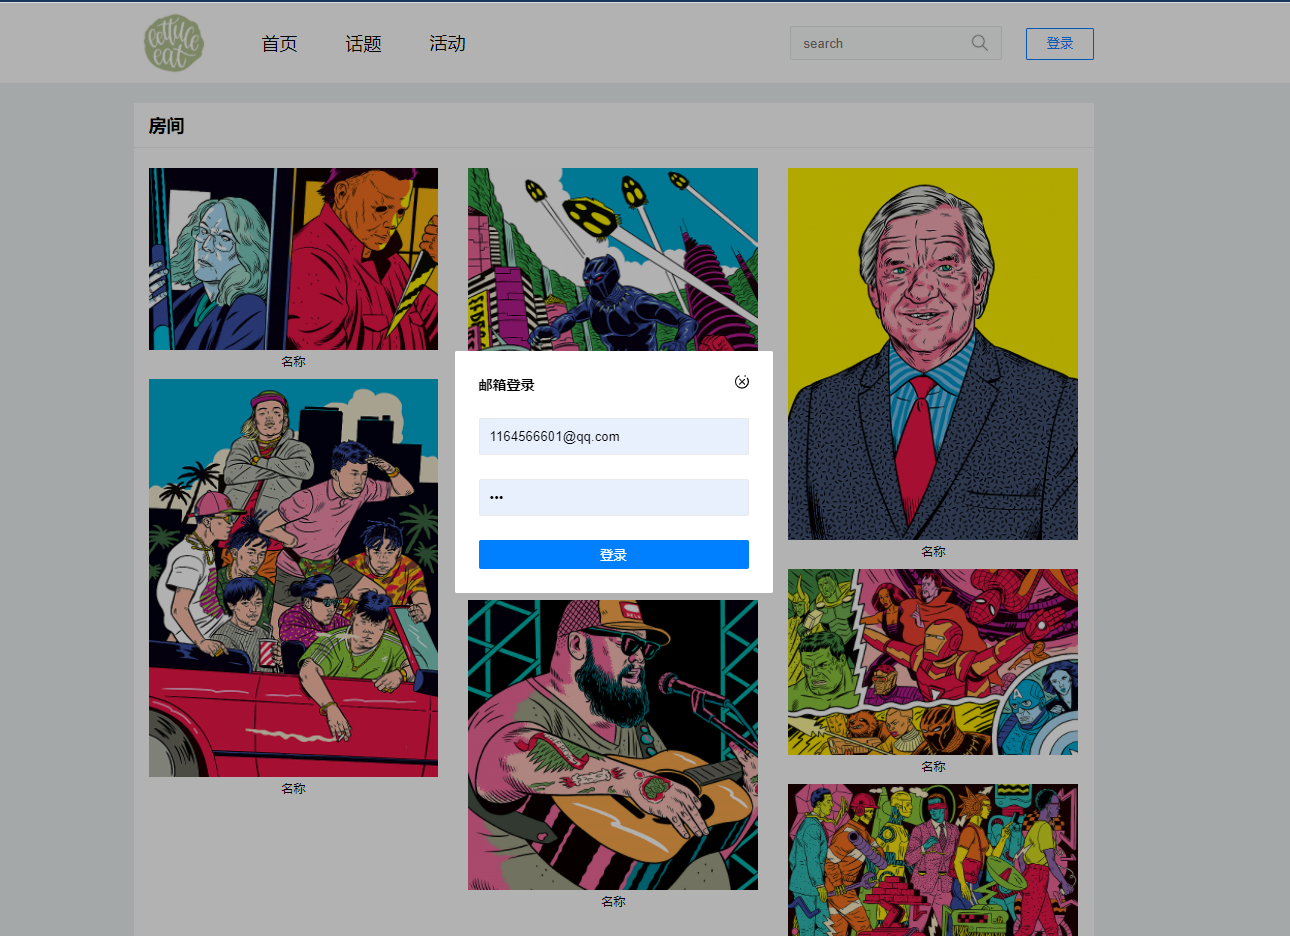 lettuce
eat
首页 话题 活动
search
登录
房间
名称
邮箱登录
1164566601@qq.com
•••
登录
名称
名称
名称
名称